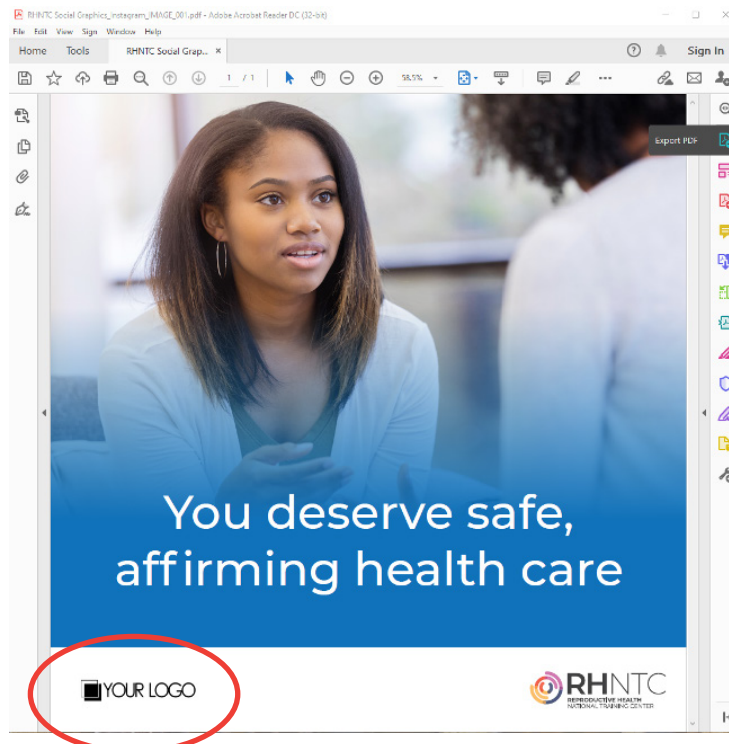 RHNTC Social Graphics_Instagram_IMAGE_001.pdf - Adobe Acrobat Reader DC (32-bit)
File Edit View Sign Window Help
Home Tools RHNTC Social Grap... × Sign In
1 / 1 58.5%
Export PDF
You deserve safe,
affirming health care
YOUR LOGO
RHNTC
REPRODUCTIVE HEALTH
NATIONAL TRAINING CENTER